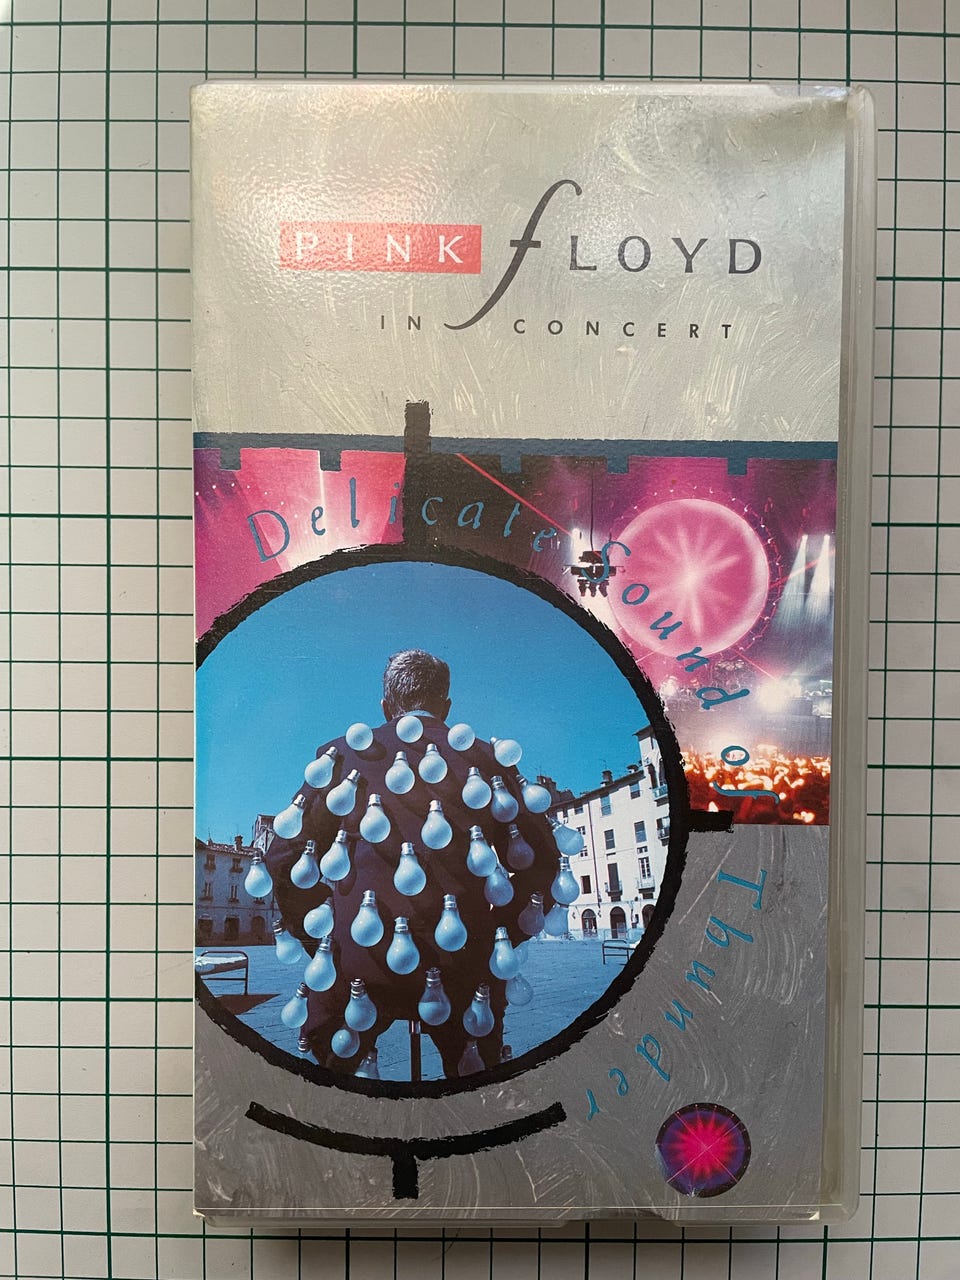 PINK fLOYD
IN CONCERT
Delicate Sound of Thunder